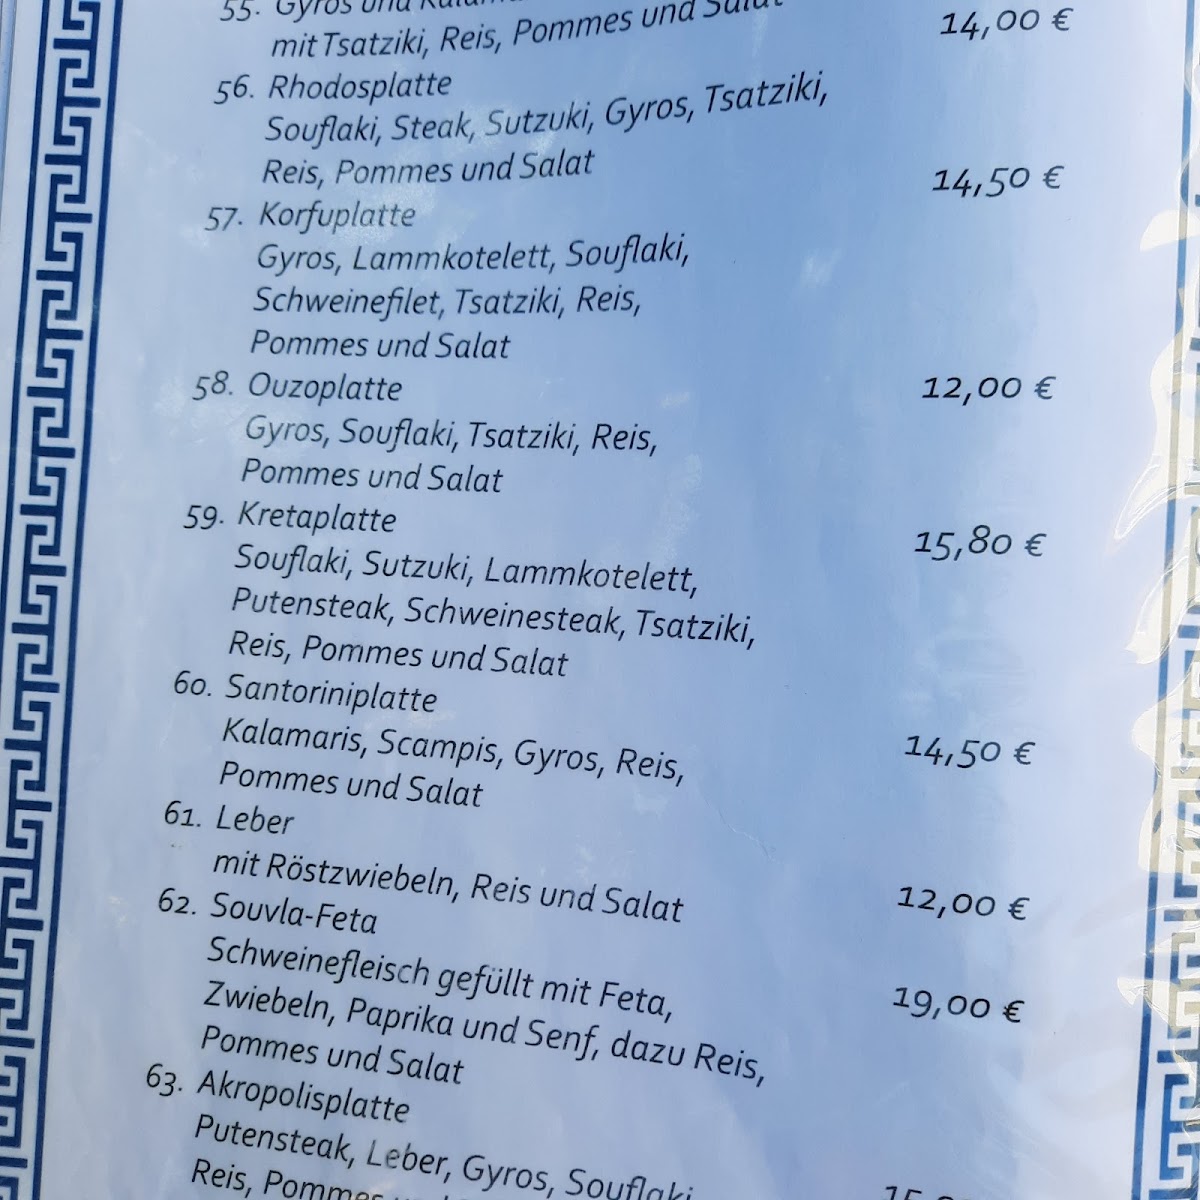 55. Gyros und
mit Tsatziki, Reis, Pommes und Salat
56. Rhodosplatte 14,00 €
Souflaki, Steak, Sutzuki, Gyros, Tsatziki,
Reis, Pommes und Salat
57. Korfuplatte 14,50 €
Gyros, Lammkotelett, Souflaki,
Schweinefilet, Tsatziki, Reis,
Pommes und Salat
58. Ouzoplatte 12,00 €
Gyros, Souflaki, Tsatziki, Reis,
Pommes und Salat
59. Kretaplatte 15,80 €
Souflaki, Sutzuki, Lammkotelett,
Putensteak, Schweinesteak, Tsatziki,
Reis, Pommes und Salat
60. Santoriniplatte 14,50 €
Kalamaris, Scampis, Gyros, Reis,
Pommes und Salat
61. Leber 12,00 €
mit Röstzwiebeln, Reis und Salat
62. Souvla-Feta 19,00 €
Schweinefleisch gefüllt mit Feta,
Zwiebeln, Paprika und Senf, dazu Reis,
Pommes und Salat
63. Akropolisplatte
Putensteak, Leber, Gyros, Souflaki
Reis, Pommes